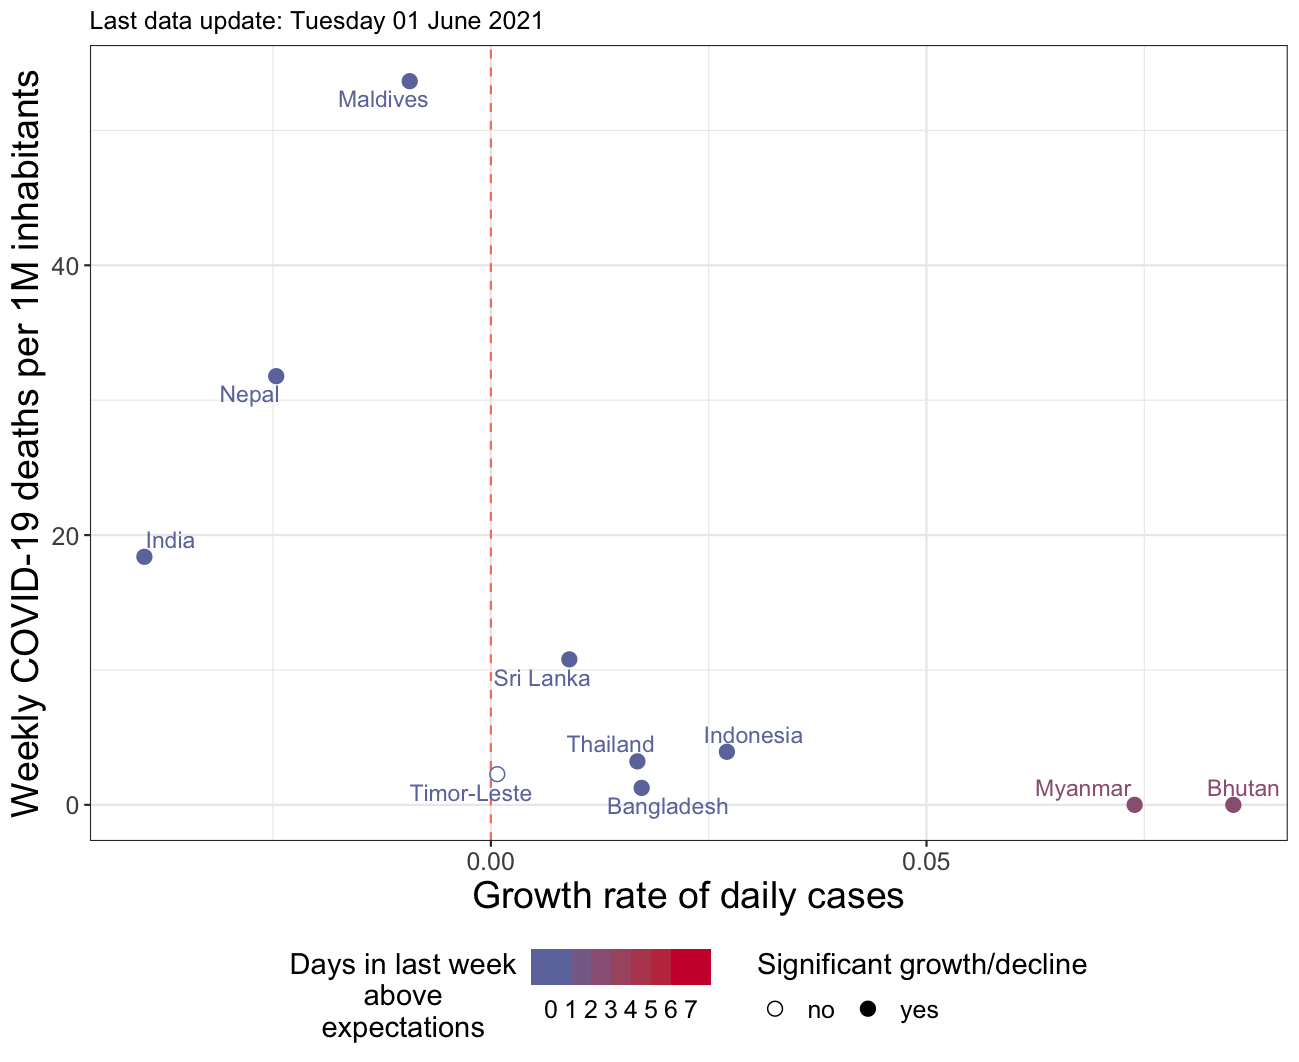 Last data update: Tuesday 01 June 2021
Weekly COVID-19 deaths per 1M inhabitants
Maldives
40
Nepal
20
India
Sri Lanka
Indonesia
Thailand
Timor-Leste
Bangladesh
Myanmar
Bhutan
0
0.00
0.05
Growth rate of daily cases
Days in last week
above
expectations
0 1 2 3 4 5 6 7
Significant growth/decline
no
yes